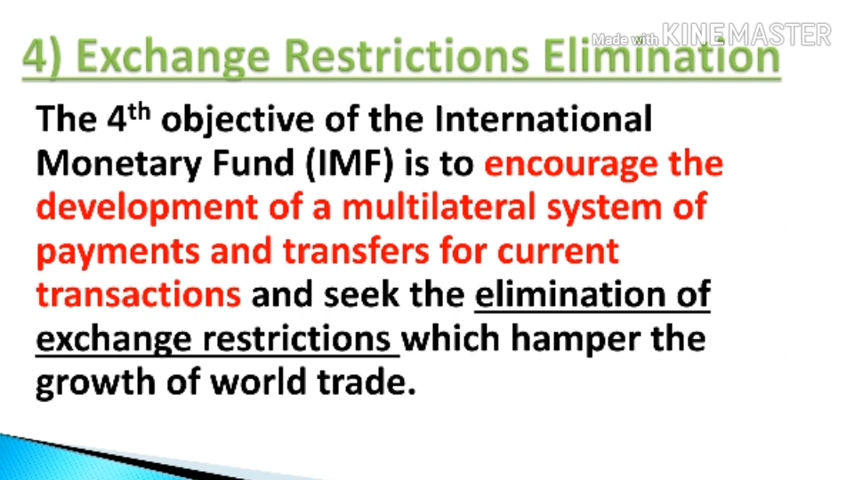 Made with KINEMASTER
4) Exchange Restrictions Elimination
The 4th objective of the International
Monetary Fund (IMF) is to encourage the
development of a multilateral system of
payments and transfers for current
transactions and seek the elimination of
exchange restrictions which hamper the
growth of world trade.